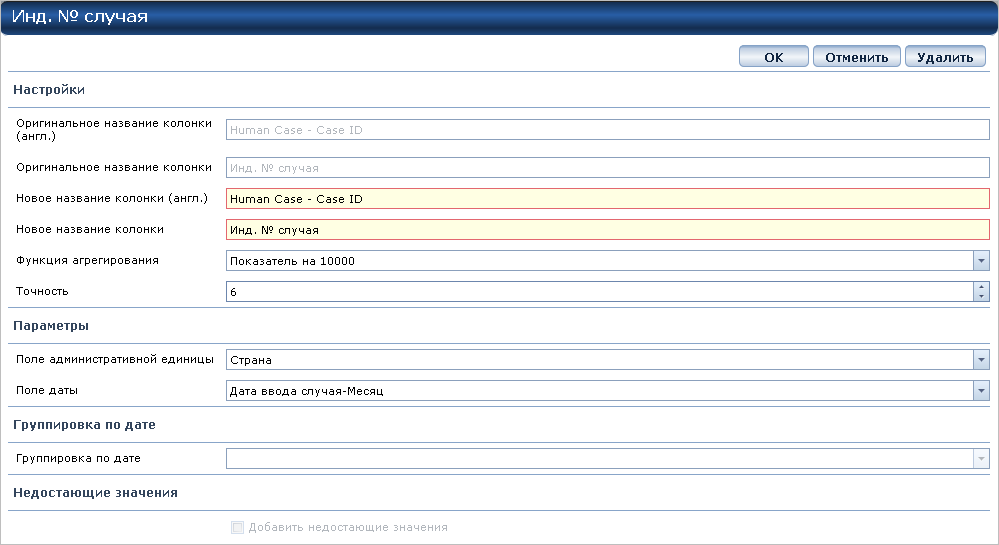 Инд. № случая
OK Отменить Удалить
Настройки
Оригинальное название колонки
(англ.)
Human Case - Case ID
Оригинальное название колонки Инд. № случая
Новое название колонки (англ.) Human Case - Case ID
Новое название колонки Инд. № случая
Функция агрегирования Показатель на 10000
Точность 6
Параметры
Поле административной единицы Страна
Поле даты Дата ввода случая-Месяц
Группировка по дате
Группировка по дате
Недостающие значения
Добавить недостающие значения